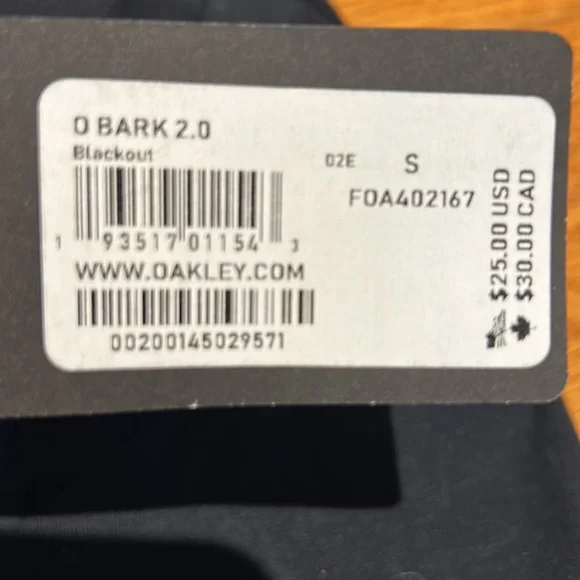 O BARK 2.0
Blackout
02E S
FOA402167
1 93517 01154 3
WWW.OAKLEY.COM
00200145029571
$25.00 USD
$30.00 CAD